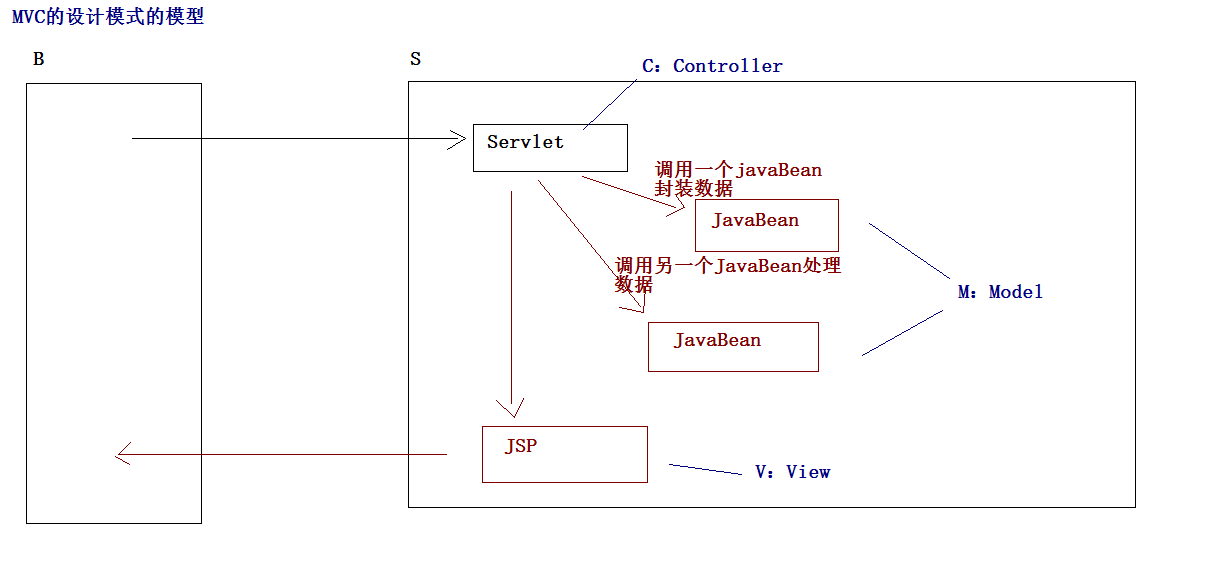 MVC的设计模式的模型
B
S
C：Controller
Servlet
调用一个javaBean
封装数据
JavaBean
调用另一个JavaBean处理
数据
M：Model
JavaBean
JSP
V：View